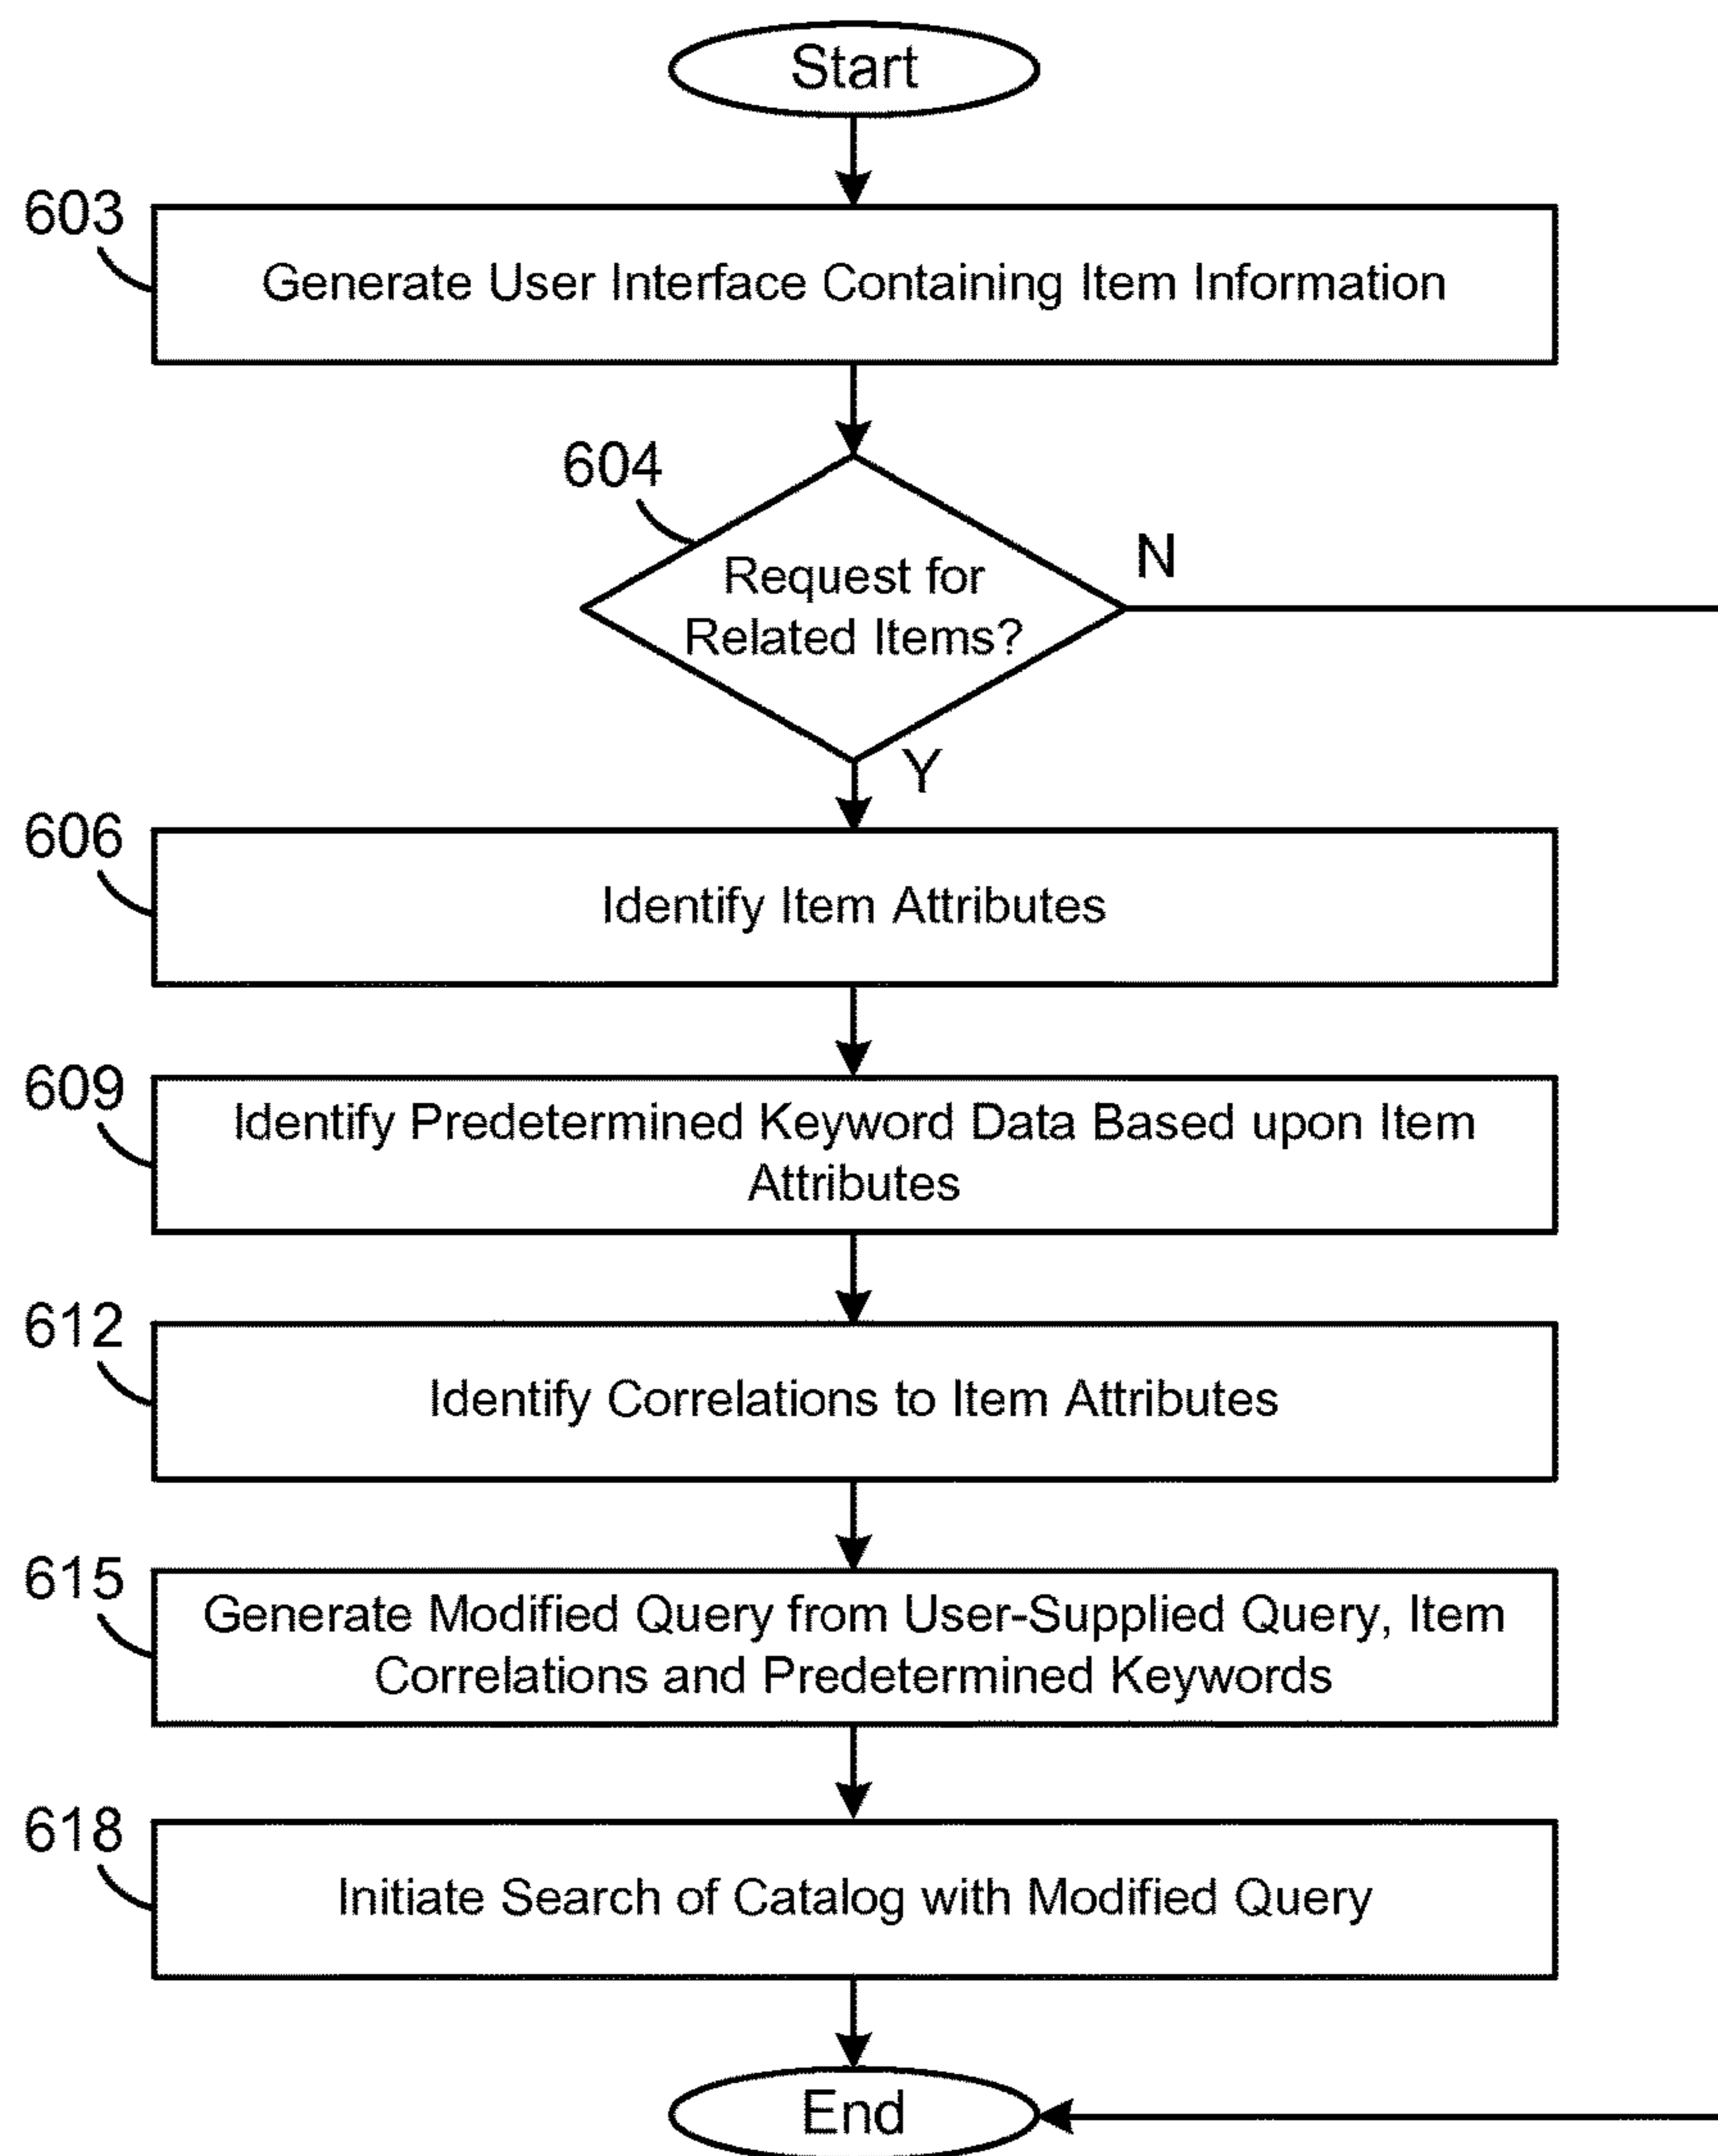 Start
603
Generate User Interface Containing Item Information
604
Request for
Related Items?
N
Y
606
Identify Item Attributes
609
Identify Predetermined Keyword Data Based upon Item
Attributes
612
Identify Correlations to Item Attributes
615
Generate Modified Query from User-Supplied Query, Item
Correlations and Predetermined Keywords
618
Initiate Search of Catalog with Modified Query
End